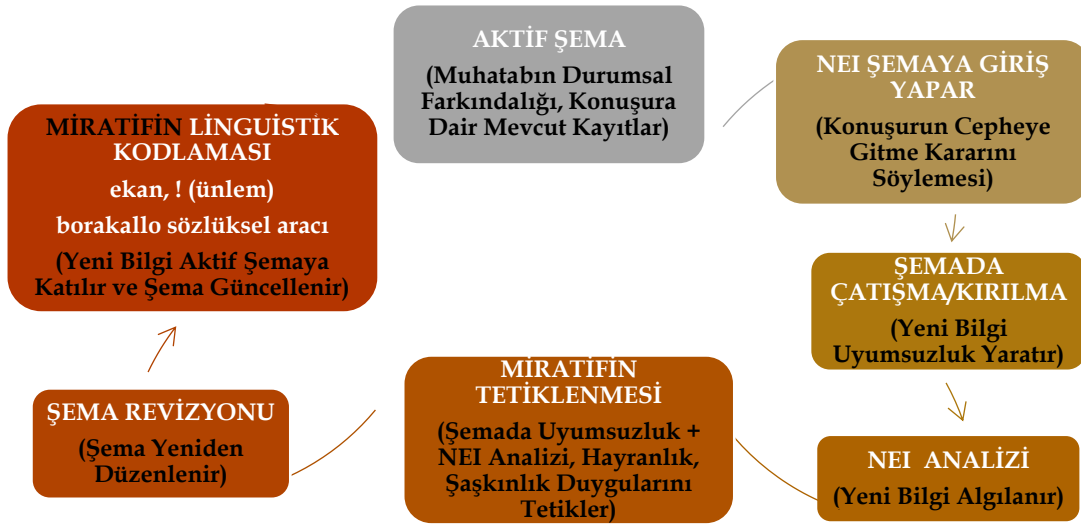 AKTİF ŞEMA
(Muhatabın Durumsal
Farkındalığı, Konuşura
Dair Mevcut Kayıtlar)
NEI ŞEMAYA GİRİŞ
YAPAR
(Konuşurun Cepheye
Gitme Kararını
Söylemesi)
ŞEMADA
ÇATIŞMA/KIRILMA
(Yeni Bilgi
Uyumsuzluk Yaratır)
NEI ANALİZİ
(Yeni Bilgi Algılanır)
MİRATİFİN
TETİKLENMESİ
(Şemada Uyumsuzluk +
NEI Analizi, Hayranlık,
Şaşkınlık Duygularını
Tetikler)
ŞEMA REVİZYONU
(Şema Yeniden
Düzenlenir)
MİRATİFİN LİNGUİSTİK
KODLAMASI
ekan, ! (ünlem)
borakallo sözlüksel aracı
(Yeni Bilgi Aktif Şemaya
Katılır ve Şema Güncellenir)